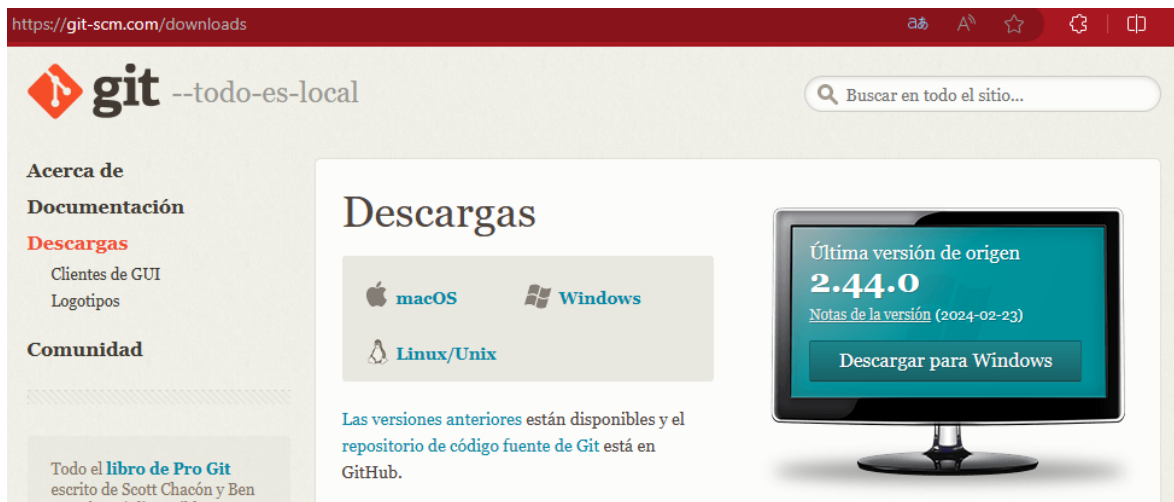 https://git-scm.com/downloads
git --todo-es-local
Buscar en todo el sitio...
Acerca de
Documentación
Descargas
Clientes de GUI
Logotipos
Comunidad
Todo el libro de Pro Git
escrito de Scott Chacón y Ben
Descargas
macOS
Windows
Linux/Unix
Las versiones anteriores están disponibles y el
repositorio de código fuente de Git está en
GitHub.
Última versión de origen
2.44.0
Notas de la versión (2024-02-23)
Descargar para Windows